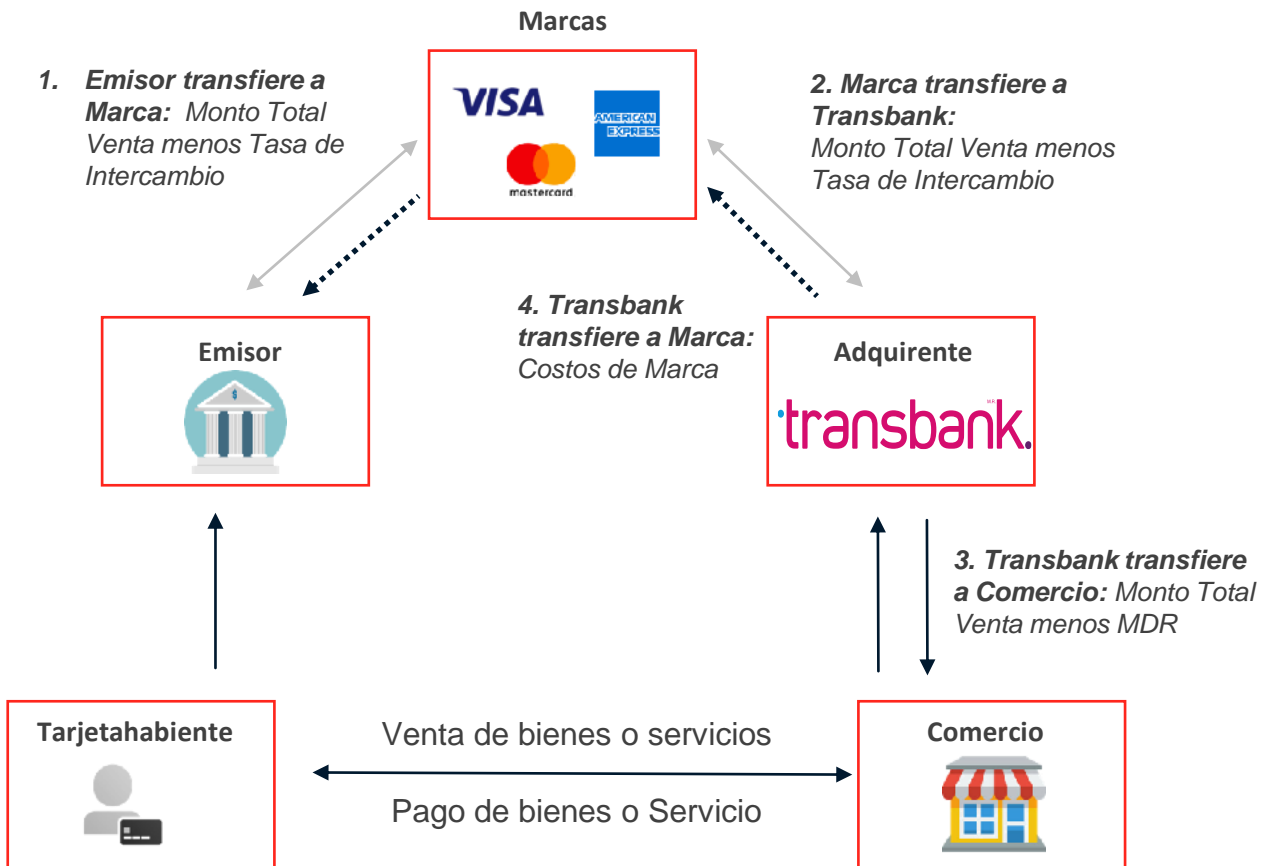 Marcas
1. Emisor transfiere a
Marca: Monto Total
Venta menos Tasa de
Intercambio
VISA
AMERICAN
EXPRESS
mastercard
2. Marca transfiere a
Transbank:
Monto Total Venta menos
Tasa de Intercambio
Emisor
$
4. Transbank
transfiere a Marca:
Costos de Marca
Adquirente
transbank.
3. Transbank transfiere
a Comercio: Monto Total
Venta menos MDR
Tarjetahabiente
Venta de bienes o servicios
Pago de bienes o Servicio
Comercio